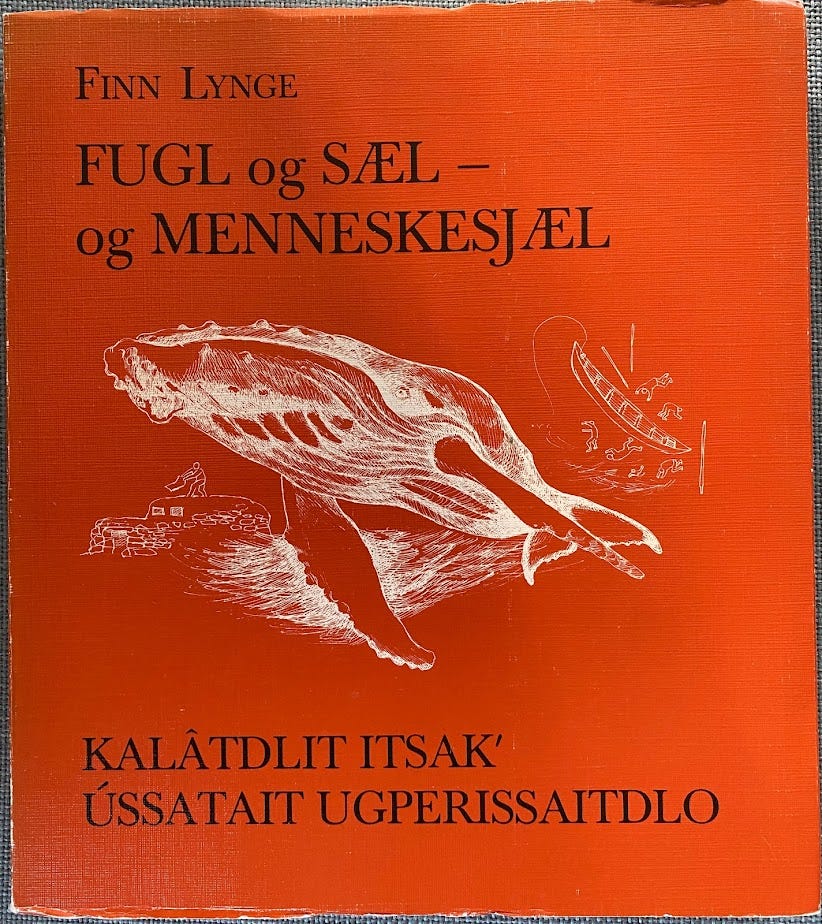 FINN LYNGE
FUGL og SÆL –
og MENNESKESJÆL
KALÂTDLIT ITSAK'
ÚSSATAIT UGPERISSAITDLO